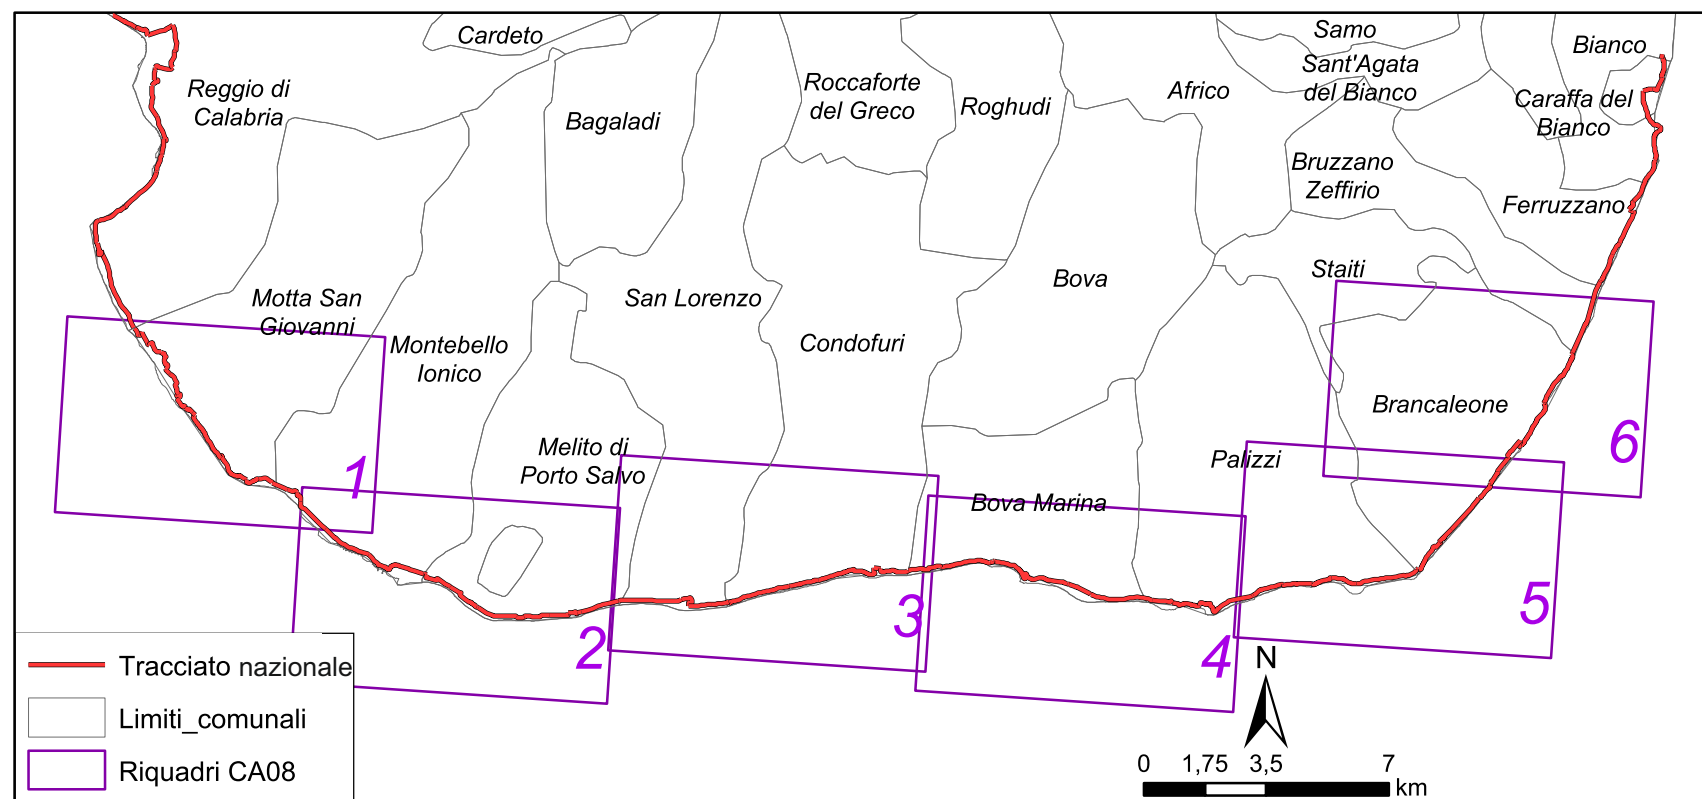 Cardeto
Samo
Bianco
Reggio di
Calabria
Bagaladi
Roccaforte
del Greco
Roghudi
Africo
Sant'Agata
del Bianco
Caraffa del
Bianco
Bruzzano
Zeffirio
Ferruzzano
Motta San
Giovanni
San Lorenzo
Bova
Staiti
Montebello
Ionico
Condofuri
Brancaleone
Melito di
Porto Salvo
Palizzi
Bova Marina
1
2
3
4
5
6
N
Tracciato nazionale
Limiti_comunali
Riquadri CA08
0 1,75 3,5 7
km